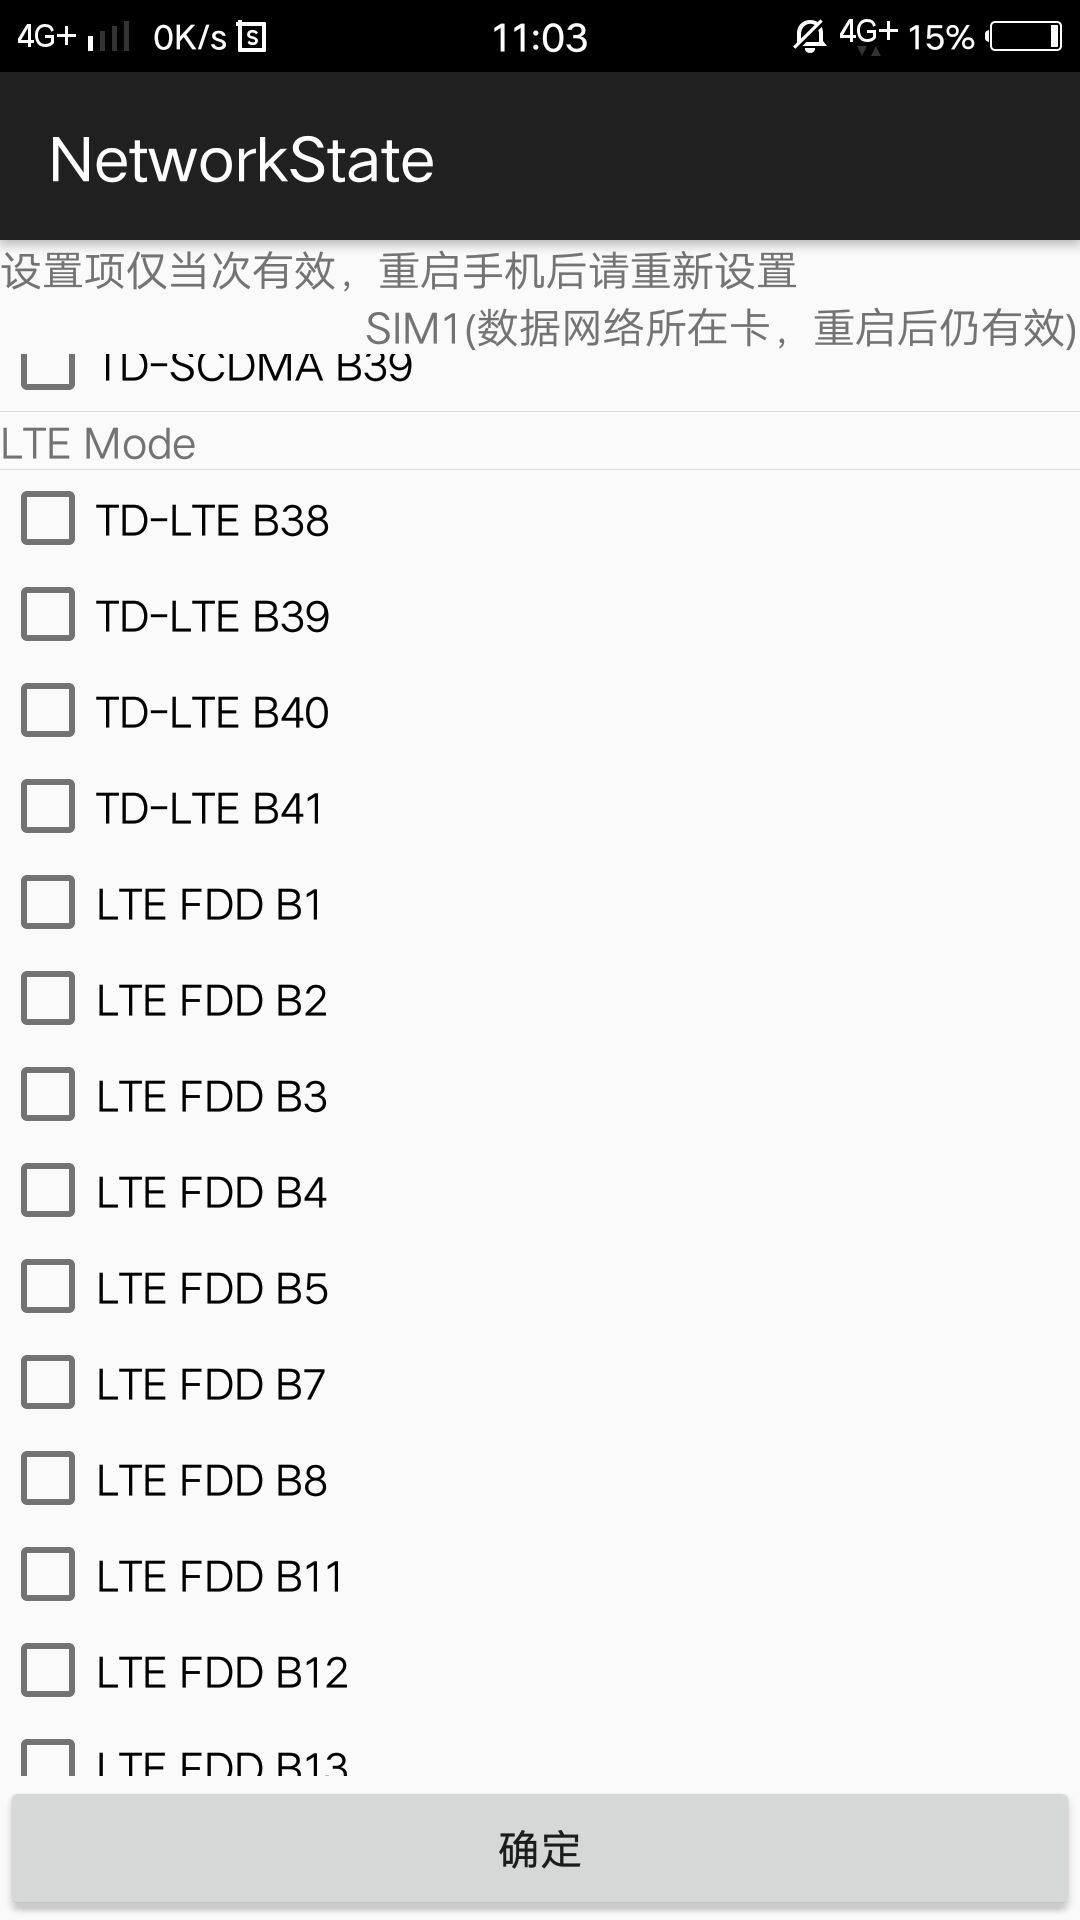 4G+ 0K/s S 11:03 4G+ 15%
NetworkState
设置项仅当次有效，重启手机后请重新设置
SIM1(数据网络所在卡，重启后仍有效)
TD-SCDMA B39
LTE Mode
TD-LTE B38
TD-LTE B39
TD-LTE B40
TD-LTE B41
LTE FDD B1
LTE FDD B2
LTE FDD B3
LTE FDD B4
LTE FDD B5
LTE FDD B7
LTE FDD B8
LTE FDD B11
LTE FDD B12
LTE FDD B13
确定